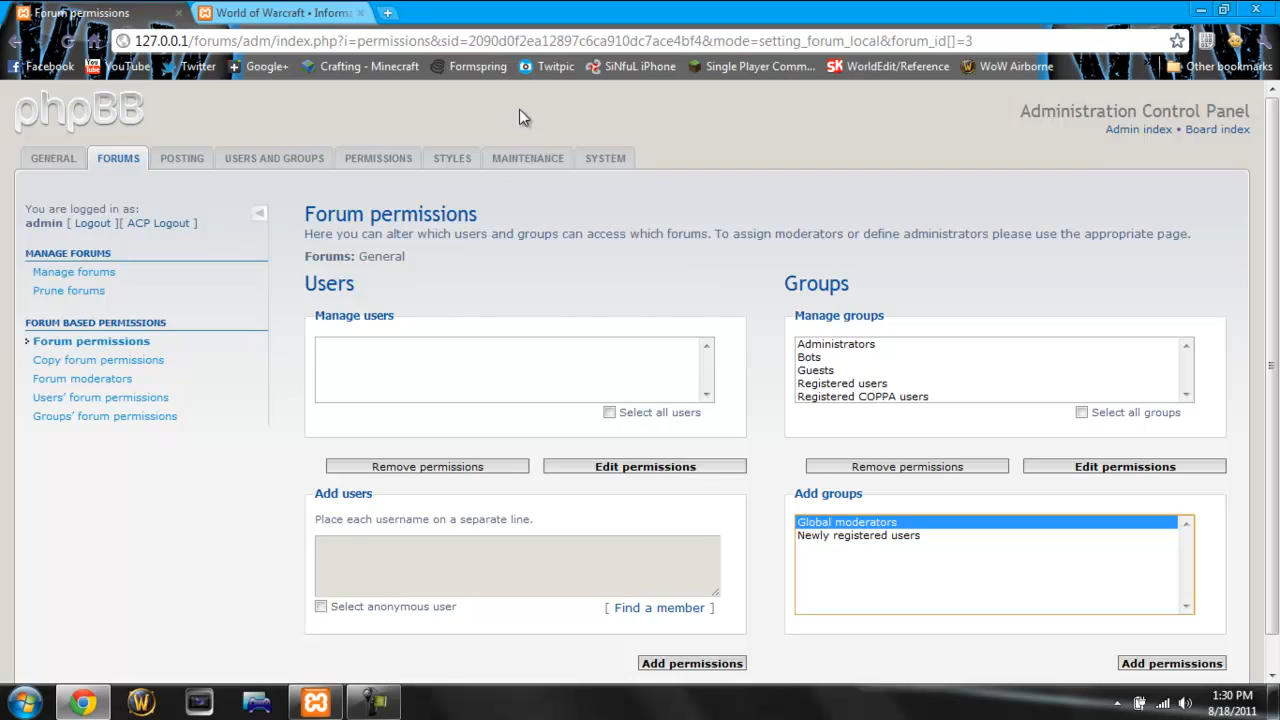 Forum permissions
World of Warcraft • Informa
127.0.0.1/forums/adm/index.php?i=permissions&sid=2090d0f2ea12897c6ca910dc7ace4bf4&mode=setting_forum_local&forum_id[]=3
Facebook YouTube Twitter Google+ Crafting - Minecraft Formspring Twitpic SiNfuL iPhone Single Player Comm... WorldEdit/Reference WoW Airborne Other bookmarks
phpBB
Administration Control Panel
Admin index • Board index
GENERAL FORUMS POSTING USERS AND GROUPS PERMISSIONS STYLES MAINTENANCE SYSTEM
You are logged in as:
admin [ Logout ][ ACP Logout ]
MANAGE FORUMS
Manage forums
Prune forums
FORUM BASED PERMISSIONS
Forum permissions
Copy forum permissions
Forum moderators
Users' forum permissions
Groups' forum permissions
Forum permissions
Here you can alter which users and groups can access which forums. To assign moderators or define administrators please use the appropriate page.
Forums: General
Users
Manage users
Select all users
Remove permissions Edit permissions
Add users
Place each username on a separate line.
Select anonymous user [ Find a member ]
Add permissions
Groups
Manage groups
Administrators
Bots
Guests
Registered users
Registered COPPA users
Select all groups
Remove permissions Edit permissions
Add groups
Global moderators
Newly registered users
Add permissions
1:30 PM
8/18/2011